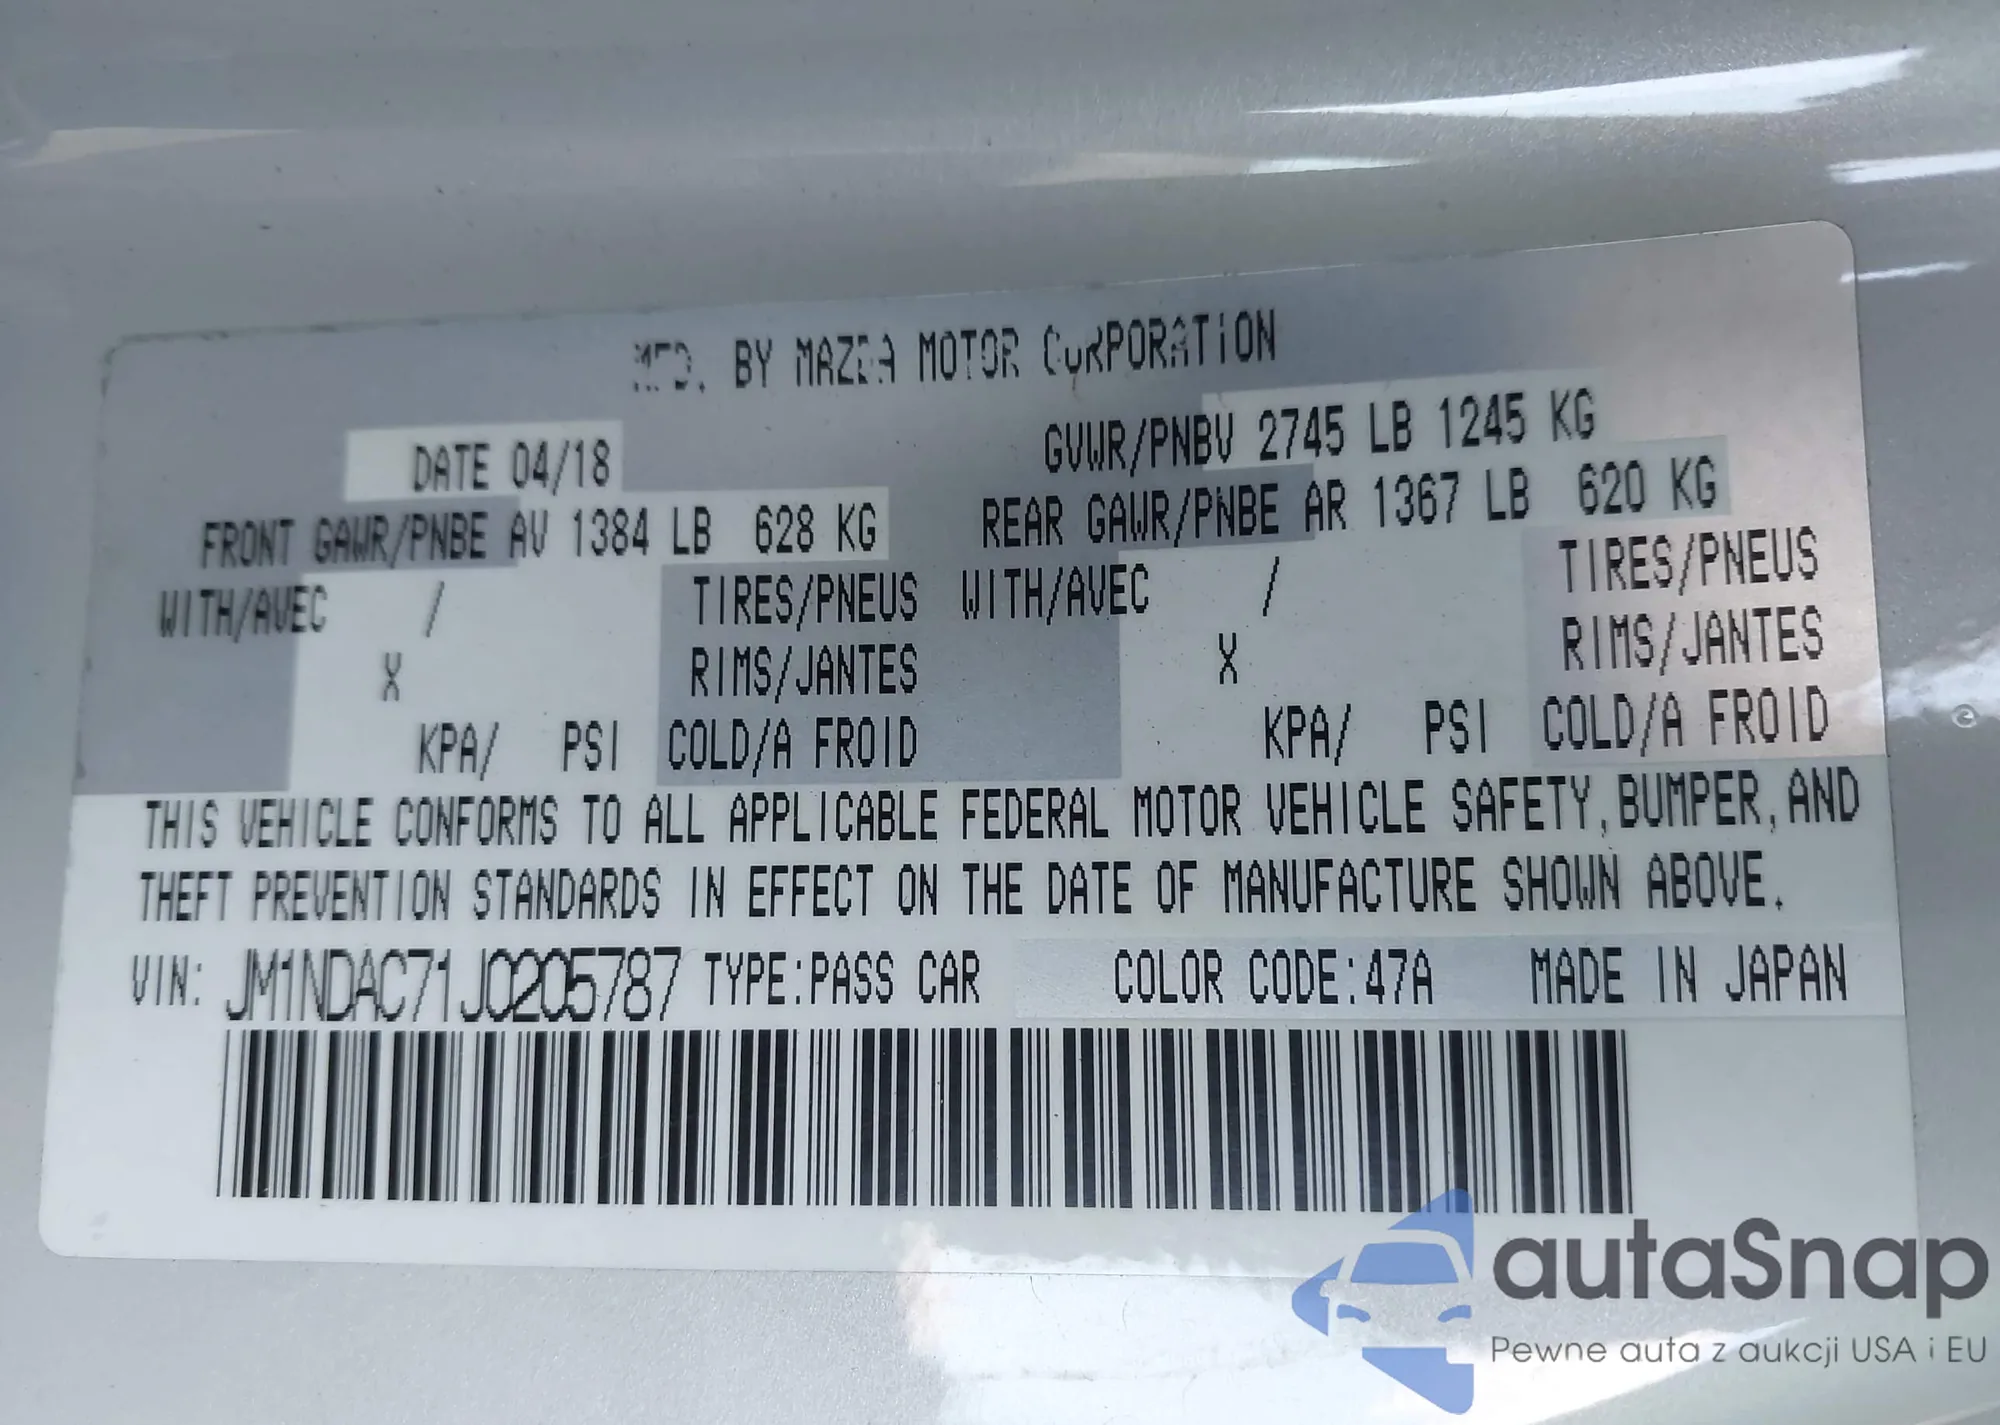 MFD. BY MAZDA MOTOR CORPORATION
DATE 04/18
GVWR/PNBV 2745 LB 1245 KG
FRONT GAWR/PNBE AV 1384 LB 628 KG
REAR GAWR/PNBE AR 1367 LB 620 KG
WITH/AVEC / TIRES/PNEUS
WITH/AVEC / TIRES/PNEUS
X RIMS/JANTES
X RIMS/JANTES
KPA/ PSI COLD/A FROID
KPA/ PSI COLD/A FROID
THIS VEHICLE CONFORMS TO ALL APPLICABLE FEDERAL MOTOR VEHICLE SAFETY, BUMPER, AND
THEFT PREVENTION STANDARDS IN EFFECT ON THE DATE OF MANUFACTURE SHOWN ABOVE.
VIN: JM1NDAC71J0205787 TYPE:PASS CAR COLOR CODE:47A MADE IN JAPAN
autaSnap
Pewne auta z aukcji USA i EU